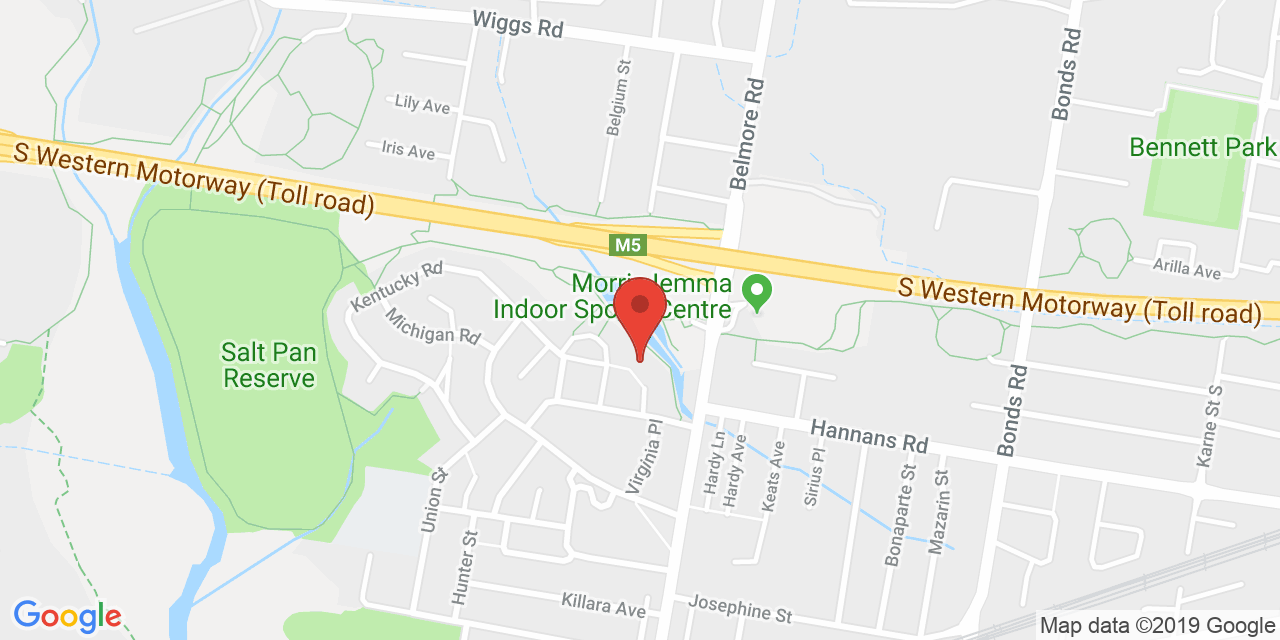 Wiggs Rd
Belmore Rd
Bonds Rd
Belgium St
Lily Ave
Iris Ave
Bennett Park
S Western Motorway (Toll road)
M5
Arilla Ave
Kentucky Rd
Michigan Rd
Indoor
Centre
S Western Motorway (Toll road)
Salt Pan
Reserve
Bonds Rd
Karne St S
Hannans Rd
Virginia Pl
Hardy Ln
Hardy Ave
Keats Ave
Sirius Pl
Bonaparte St
Mazarin St
Union St
Hunter St
Killara Ave
Josephine St
Google
Map data ©2019 Google